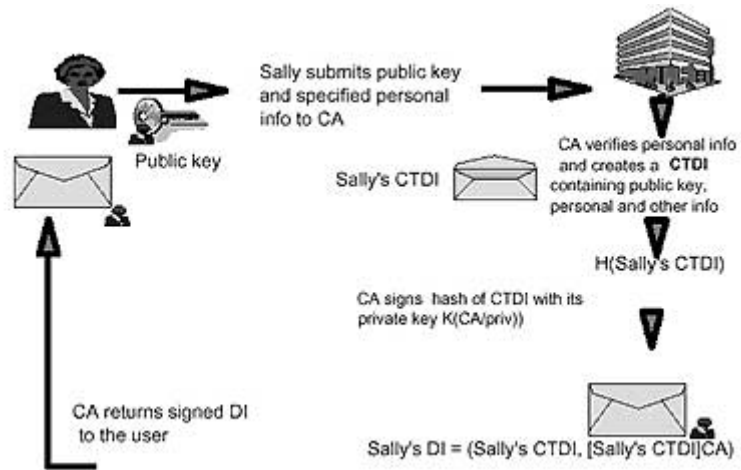 Sally submits public key
and specified personal
info to CA
Public key
CA verifies personal info
and creates a CTDI
containing public key,
personal and other info
Sally's CTDI
H(Sally's CTDI)
CA signs hash of CTDI with its
private key K(CA/priv))
CA returns signed DI
to the user
Sally's DI = (Sally's CTDI, [Sally's CTDI]CA)